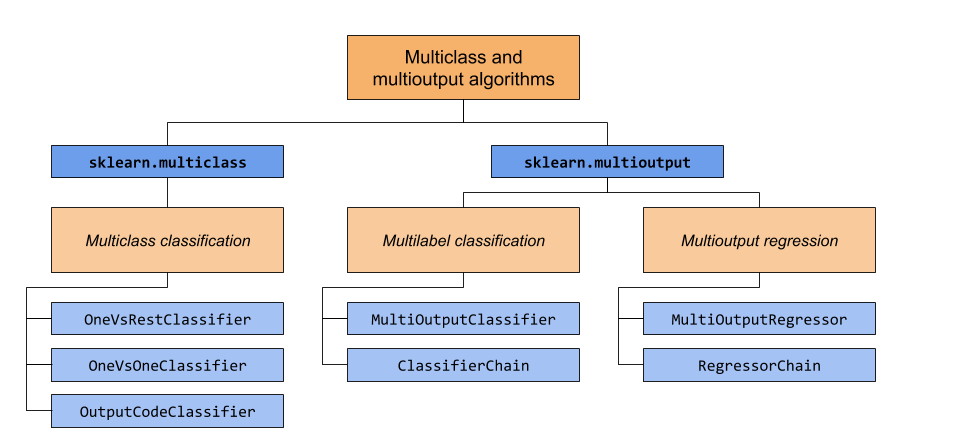 Multiclass and
multioutput algorithms
sklearn.multiclass
sklearn.multioutput
Multiclass classification
Multilabel classification
Multioutput regression
OneVsRestClassifier
MultiOutputClassifier
MultiOutputRegressor
OneVsOneClassifier
ClassifierChain
RegressorChain
OutputCodeClassifier